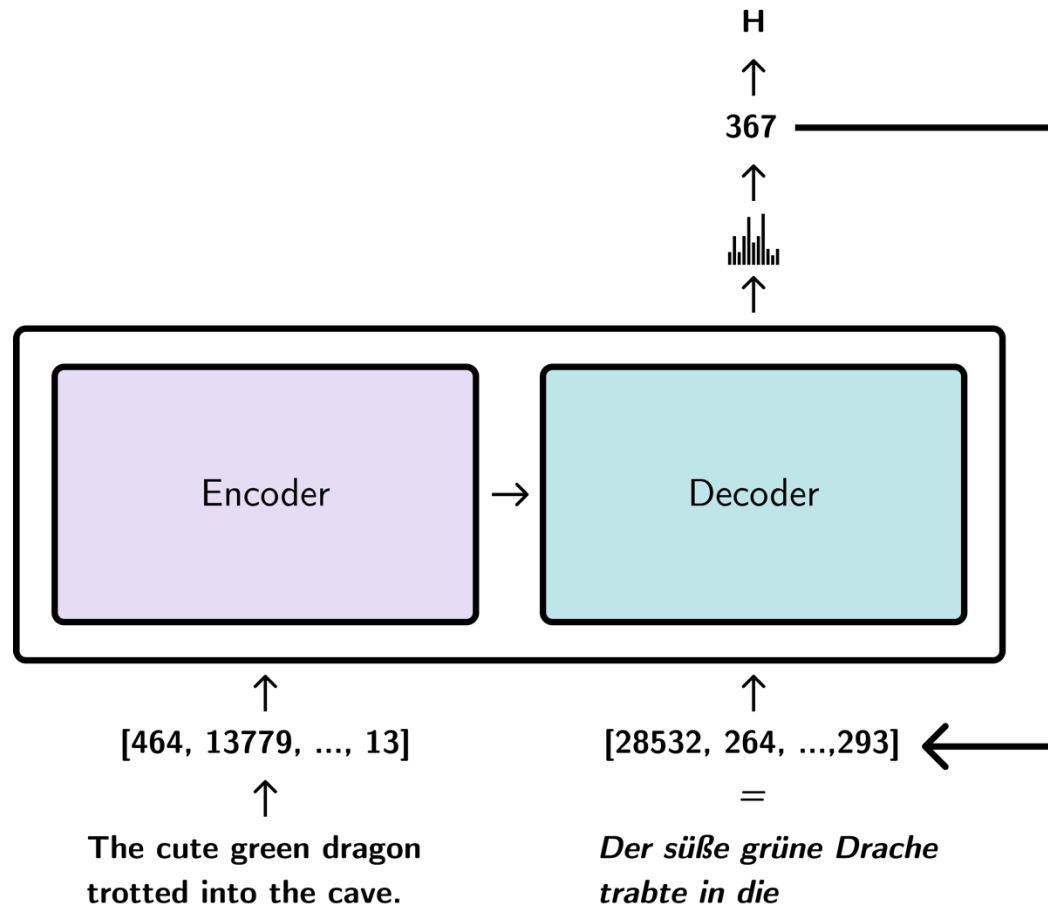 H
367
Encoder
Decoder
[464, 13779, ..., 13]
[28532, 264, ...,293]
=
The cute green dragon
trotted into the cave.
Der süße grüne Drache
trabte in die